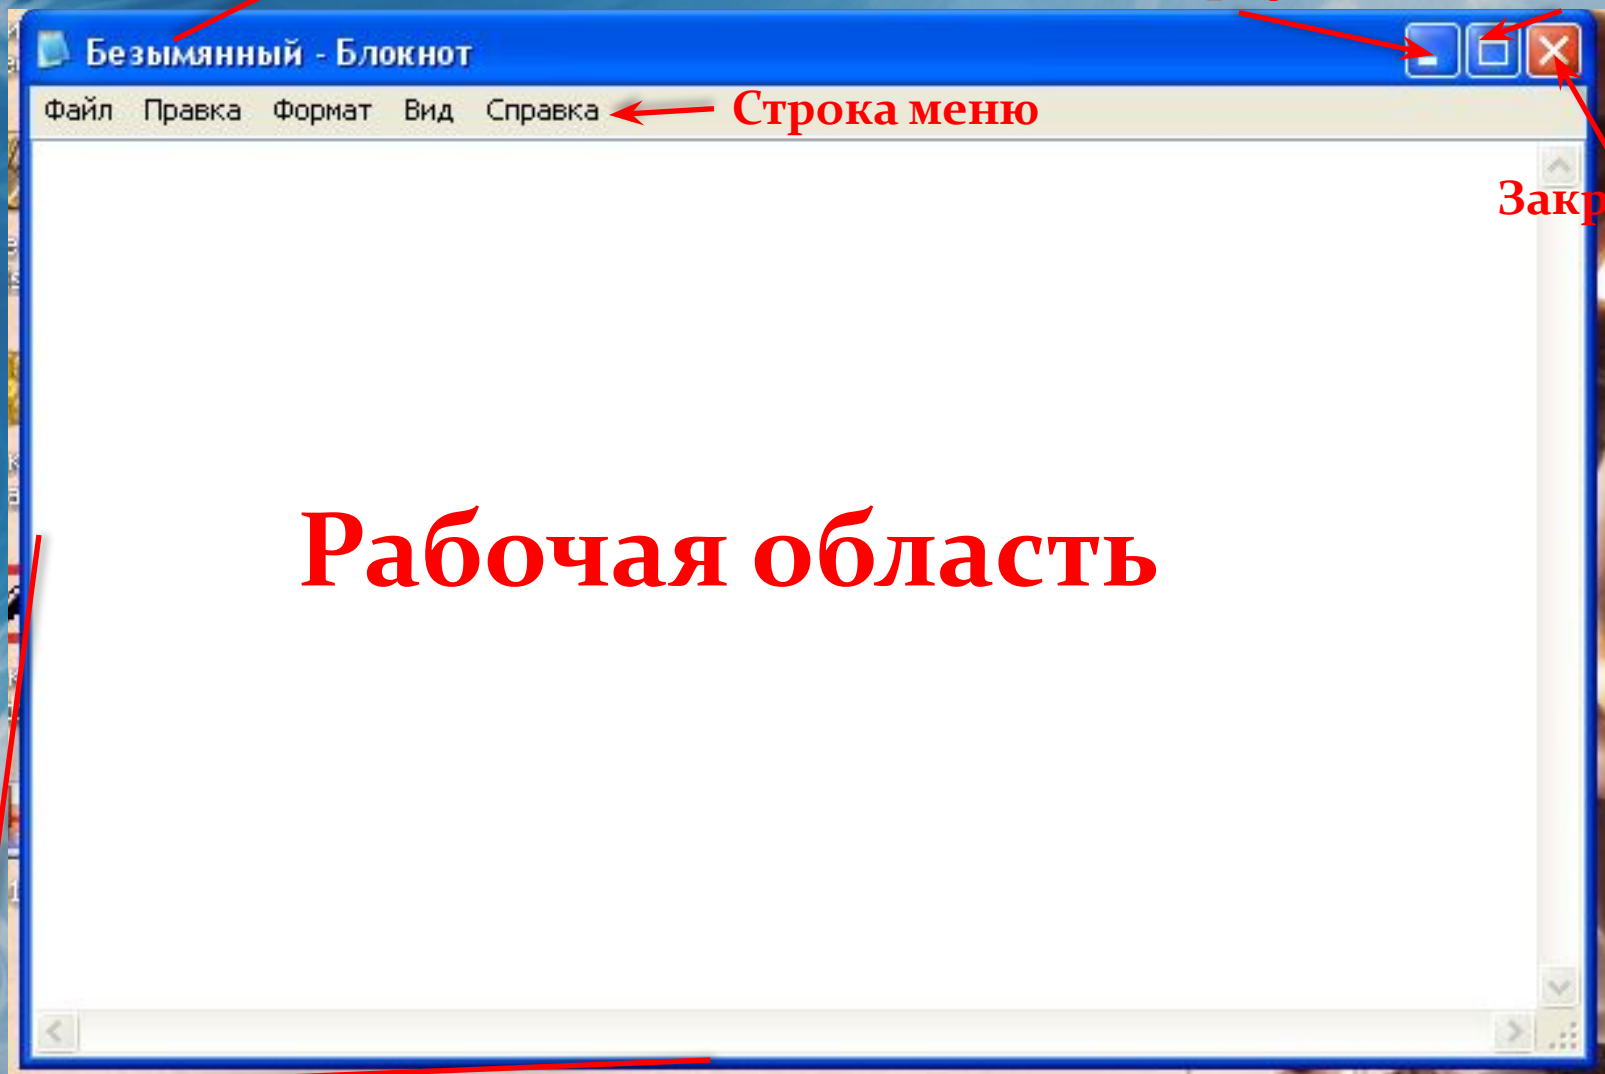 Безымянный - Блокнот
Файл Правка Формат Вид Справка
Строка меню
Закр
Рабочая область